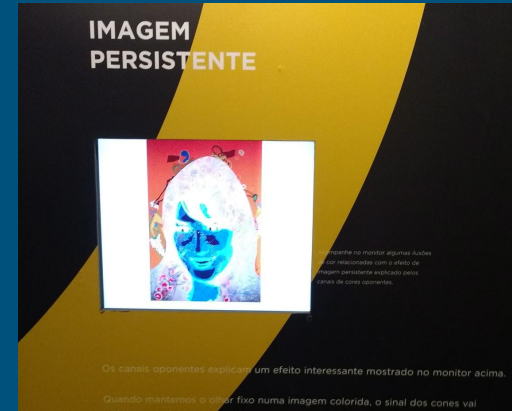 IMAGEM
PERSISTENTE
Acompanhe no monitor algumas ilusões
de cor relacionadas com o efeito de
imagem persistente explicado pelos
canais de cores oponentes.
Os canais oponentes explicam um efeito interessante mostrado no monitor acima.
Quando mantemos o olhar fixo numa imagem colorida, o sinal dos cones vai